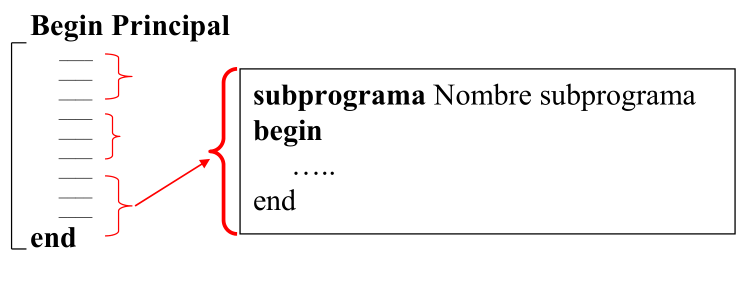 Begin Principal
subprograma Nombre subprograma
begin
…..
end
end